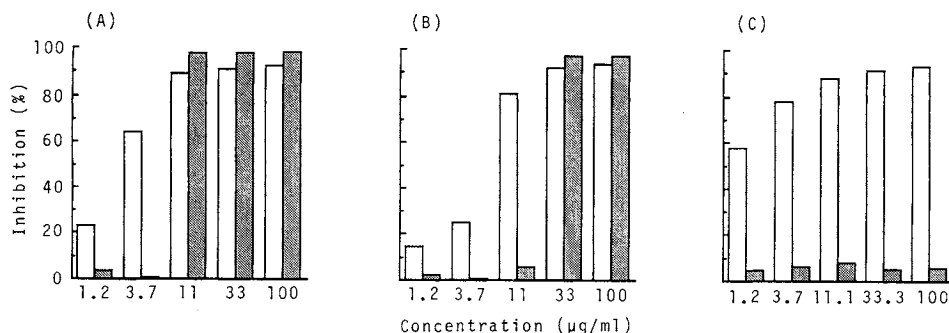 (A) (B) (C)
Inhibition (%)
100
80
60
40
20
0
1.2 3.7 11 33 100
1.2 3.7 11 33 100
1.2 3.7 11.1 33.3 100
Concentration (μg/ml)